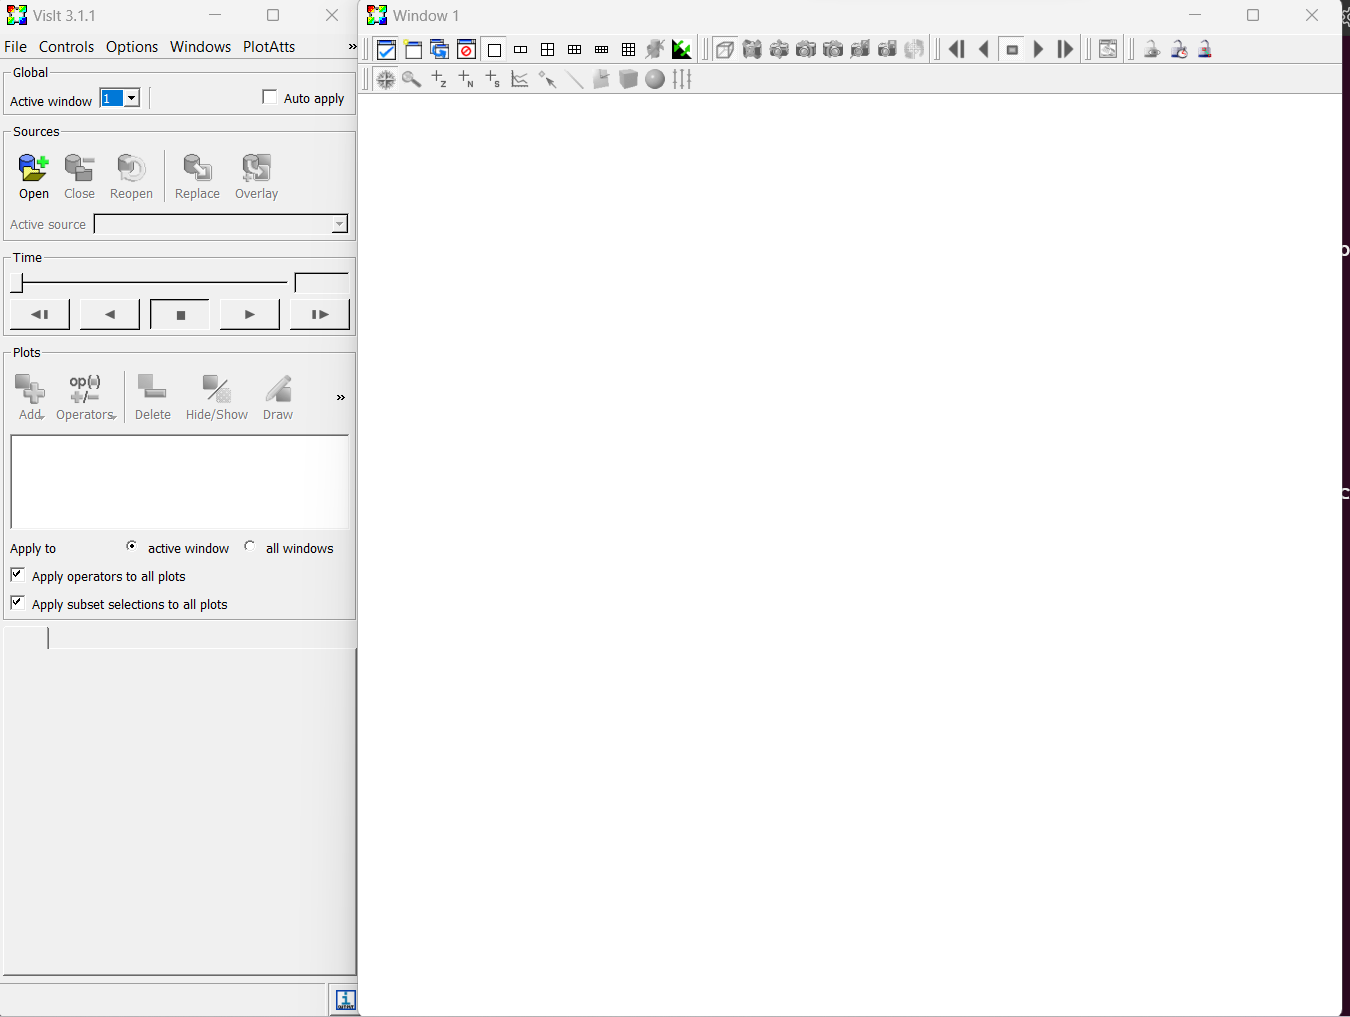 VisIt 3.1.1
File Controls Options Windows PlotAtts »
Global
Active window 1 Auto apply
Sources
Open Close Reopen Replace Overlay
Active source
Time
Plots
op(▫)
+/−
Add Operators Delete Hide/Show Draw »
Apply to active window all windows
Apply operators to all plots
Apply subset selections to all plots
Window 1
+z +N +s